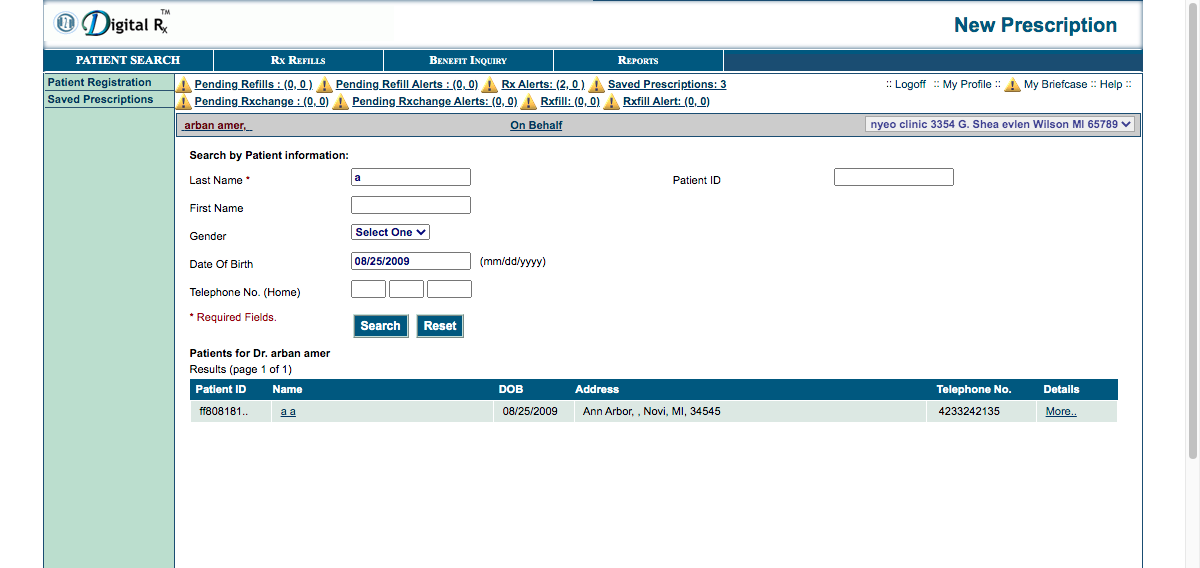 Digital Rx TM
New Prescription
PATIENT SEARCH RX REFILLS BENEFIT INQUIRY REPORTS
Patient Registration
Saved Prescriptions
Pending Refills : (0, 0 ) Pending Refill Alerts : (0, 0) Rx Alerts: (2, 0 ) Saved Prescriptions: 3
:: Logoff :: My Profile :: My Briefcase :: Help ::
Pending Rxchange : (0, 0) Pending Rxchange Alerts: (0, 0) Rxfill: (0, 0) Rxfill Alert: (0, 0)
arban amer, On Behalf nyeo clinic 3354 G. Shea evlen Wilson MI 65789
Search by Patient information:
Last Name * a Patient ID
First Name
Gender Select One
Date Of Birth 08/25/2009 (mm/dd/yyyy)
Telephone No. (Home)
* Required Fields.
Search Reset
Patients for Dr. arban amer
Results (page 1 of 1)
Patient ID Name DOB Address Telephone No. Details
ff808181.. a a 08/25/2009 Ann Arbor, , Novi, MI, 34545 4233242135 More..